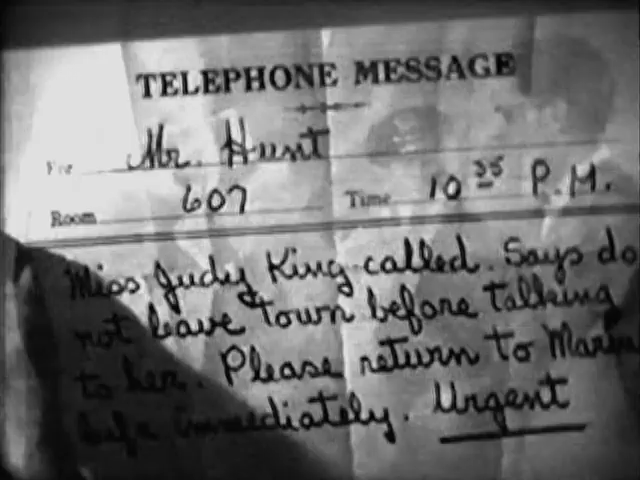 TELEPHONE MESSAGE
For Mr. Hunt
Room 607 Time 10 35 P.M.
Miss Judy King called. Says do
not leave town before talking
to her. Please return to
immediately. Urgent